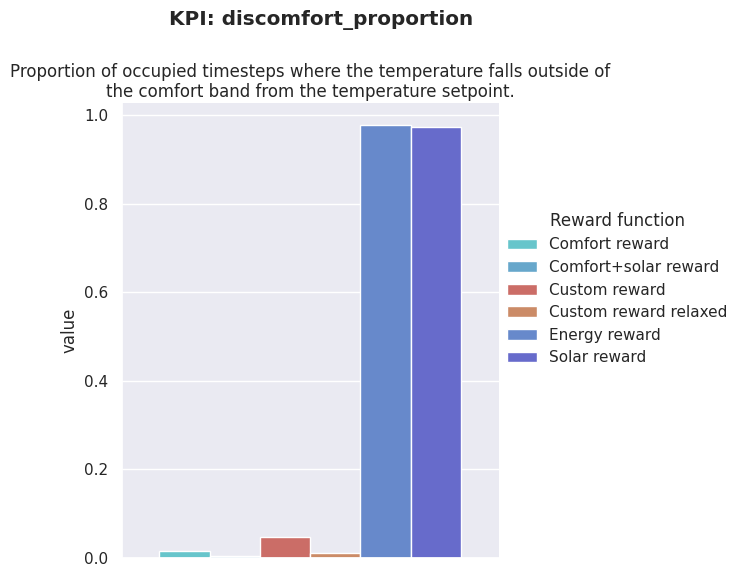 KPI: discomfort_proportion
Proportion of occupied timesteps where the temperature falls outside of
the comfort band from the temperature setpoint.
1.0
0.8
0.6
0.4
0.2
0.0
value
Reward function
Comfort reward
Comfort+solar reward
Custom reward
Custom reward relaxed
Energy reward
Solar reward